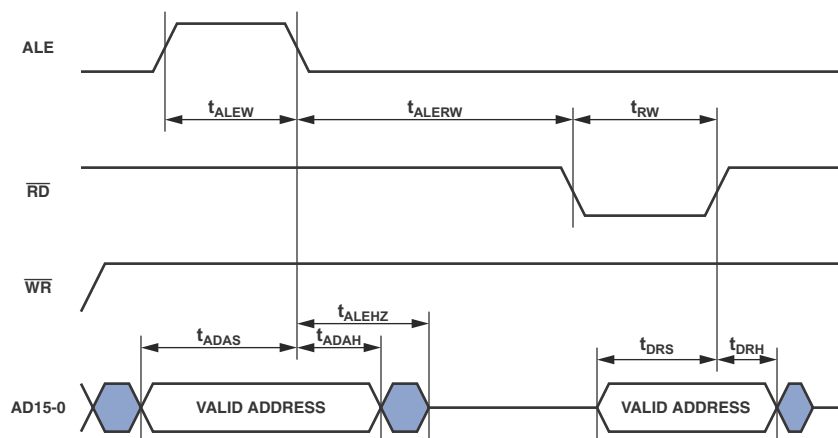 ALE
tALEW
tALERW
tRW
RD
WR
tALEHZ
tADAS
tADAH
tDRS
tDRH
AD15-0
VALID ADDRESS
VALID ADDRESS